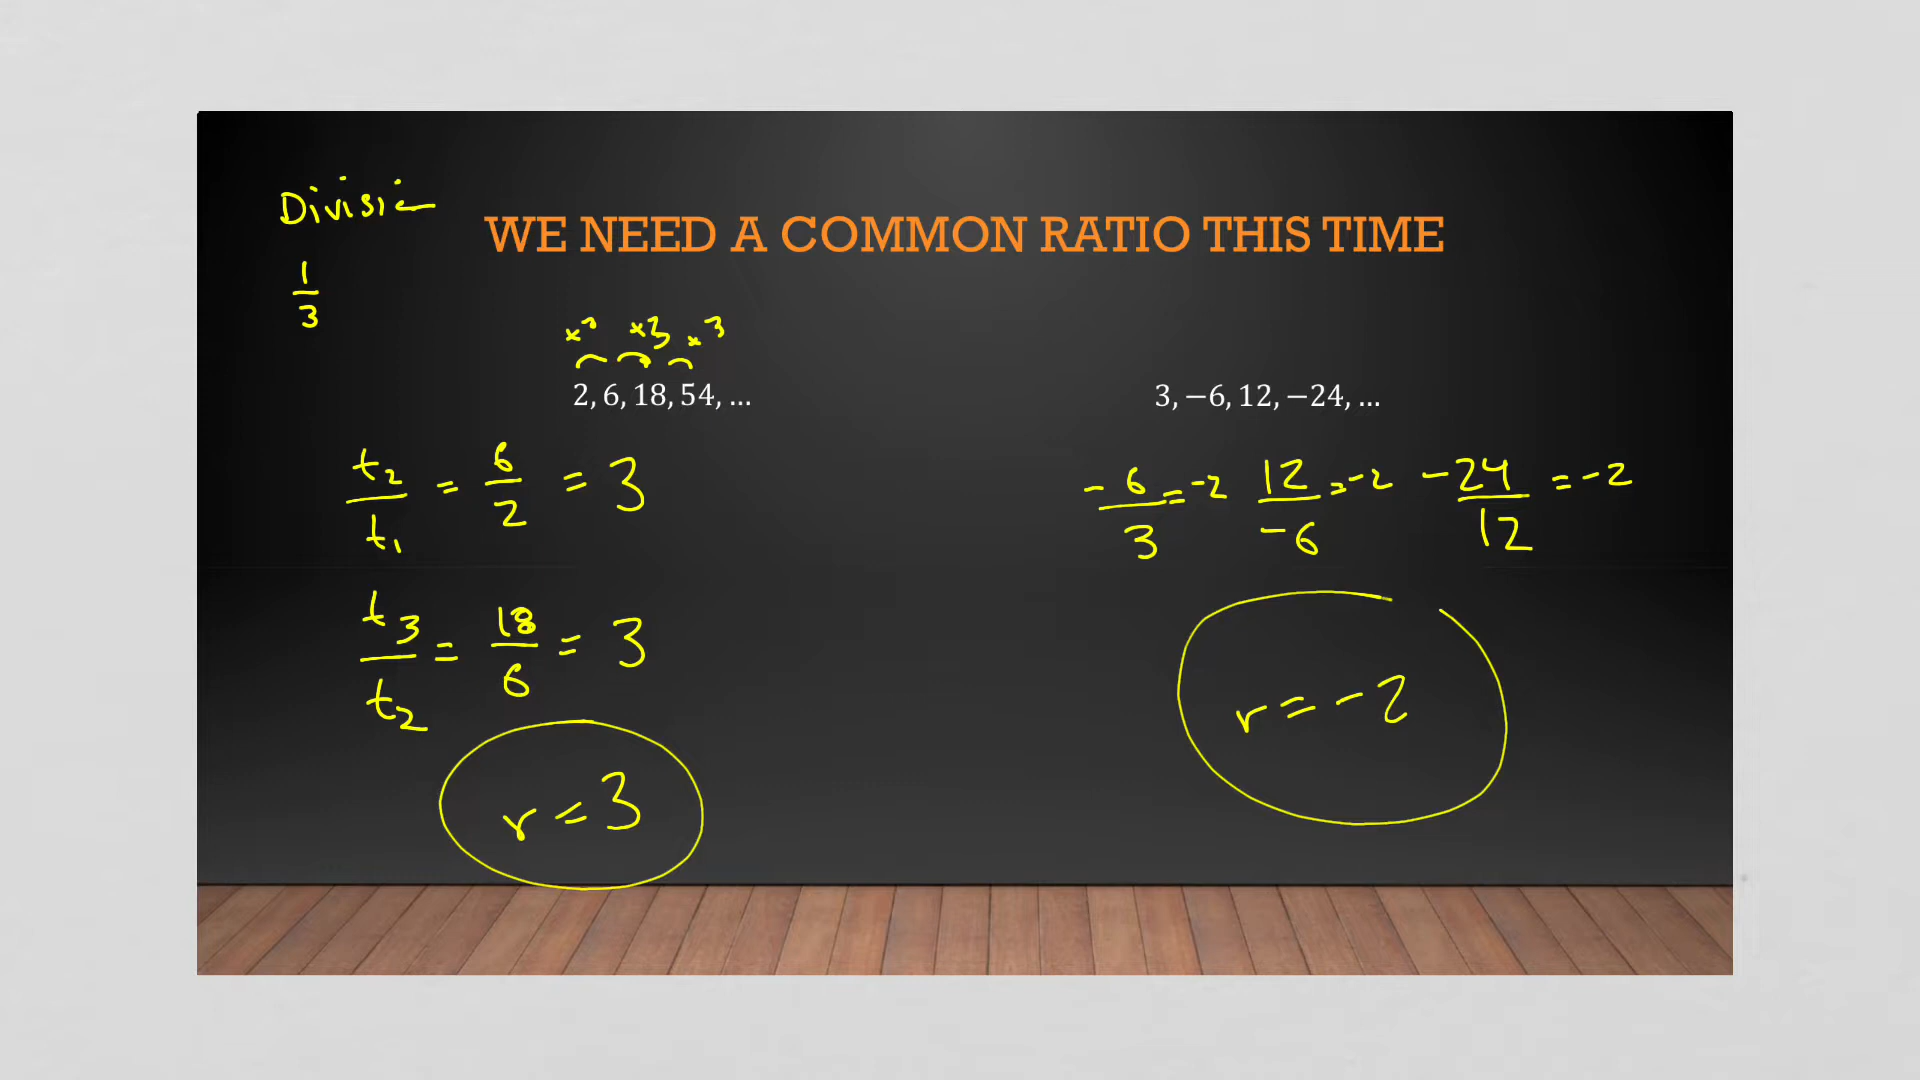 Division
WE NEED A COMMON RATIO THIS TIME
1/3
×3 ×3 ×3
2, 6, 18, 54, …
3, −6, 12, −24, …
t₂/t₁ = 6/2 = 3
-6/3 = -2 12/-6 = -2 -24/12 = -2
t₃/t₂ = 18/6 = 3
r = -2
r = 3